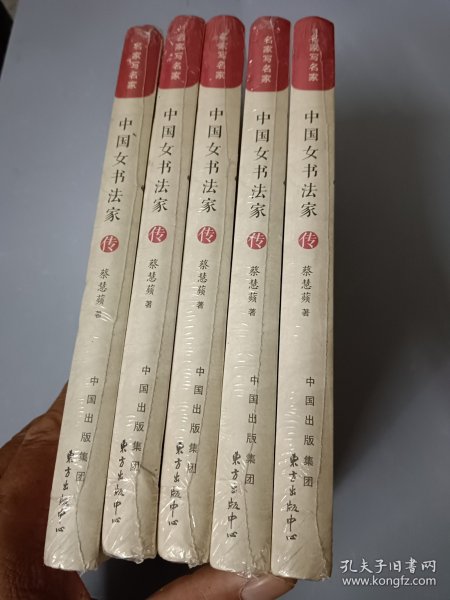 名家写名家
中国女书法家
传
蔡慧蘋 著
中国出版集团
东方出版中心
名家写名家
中国女书法家
传
蔡慧蘋 著
中国出版集团
东方出版中心
名家写名家
中国女书法家
传
蔡慧蘋 著
中国出版集团
东方出版中心
名家写名家
中国女书法家
传
蔡慧蘋 著
中国出版集团
东方出版中心
名家写名家
中国女书法家
传
蔡慧蘋 著
中国出版集团
东方出版中心
孔夫子旧书网
www.kongfz.com